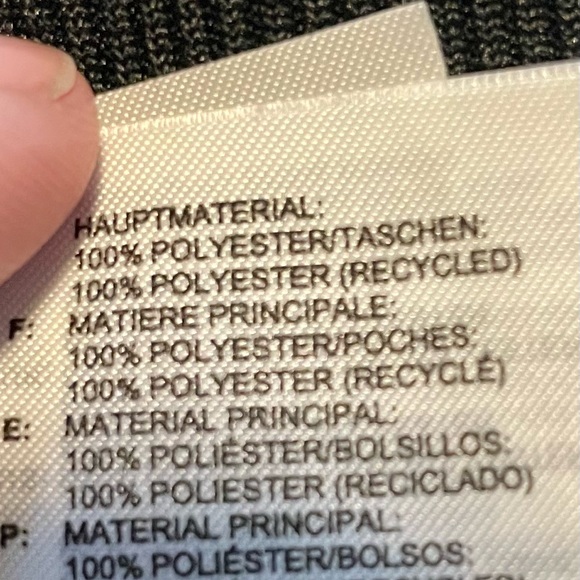 HAUPTMATERIAL:
100% POLYESTER/TASCHEN:
100% POLYESTER (RECYCLED)
F: MATIERE PRINCIPALE:
100% POLYESTER/POCHES:
100% POLYESTER (RECYCLÉ)
E: MATERIAL PRINCIPAL:
100% POLIÉSTER/BOLSILLOS:
100% POLIESTER (RECICLADO)
P: MATERIAL PRINCIPAL:
100% POLIÉSTER/BOLSOS: